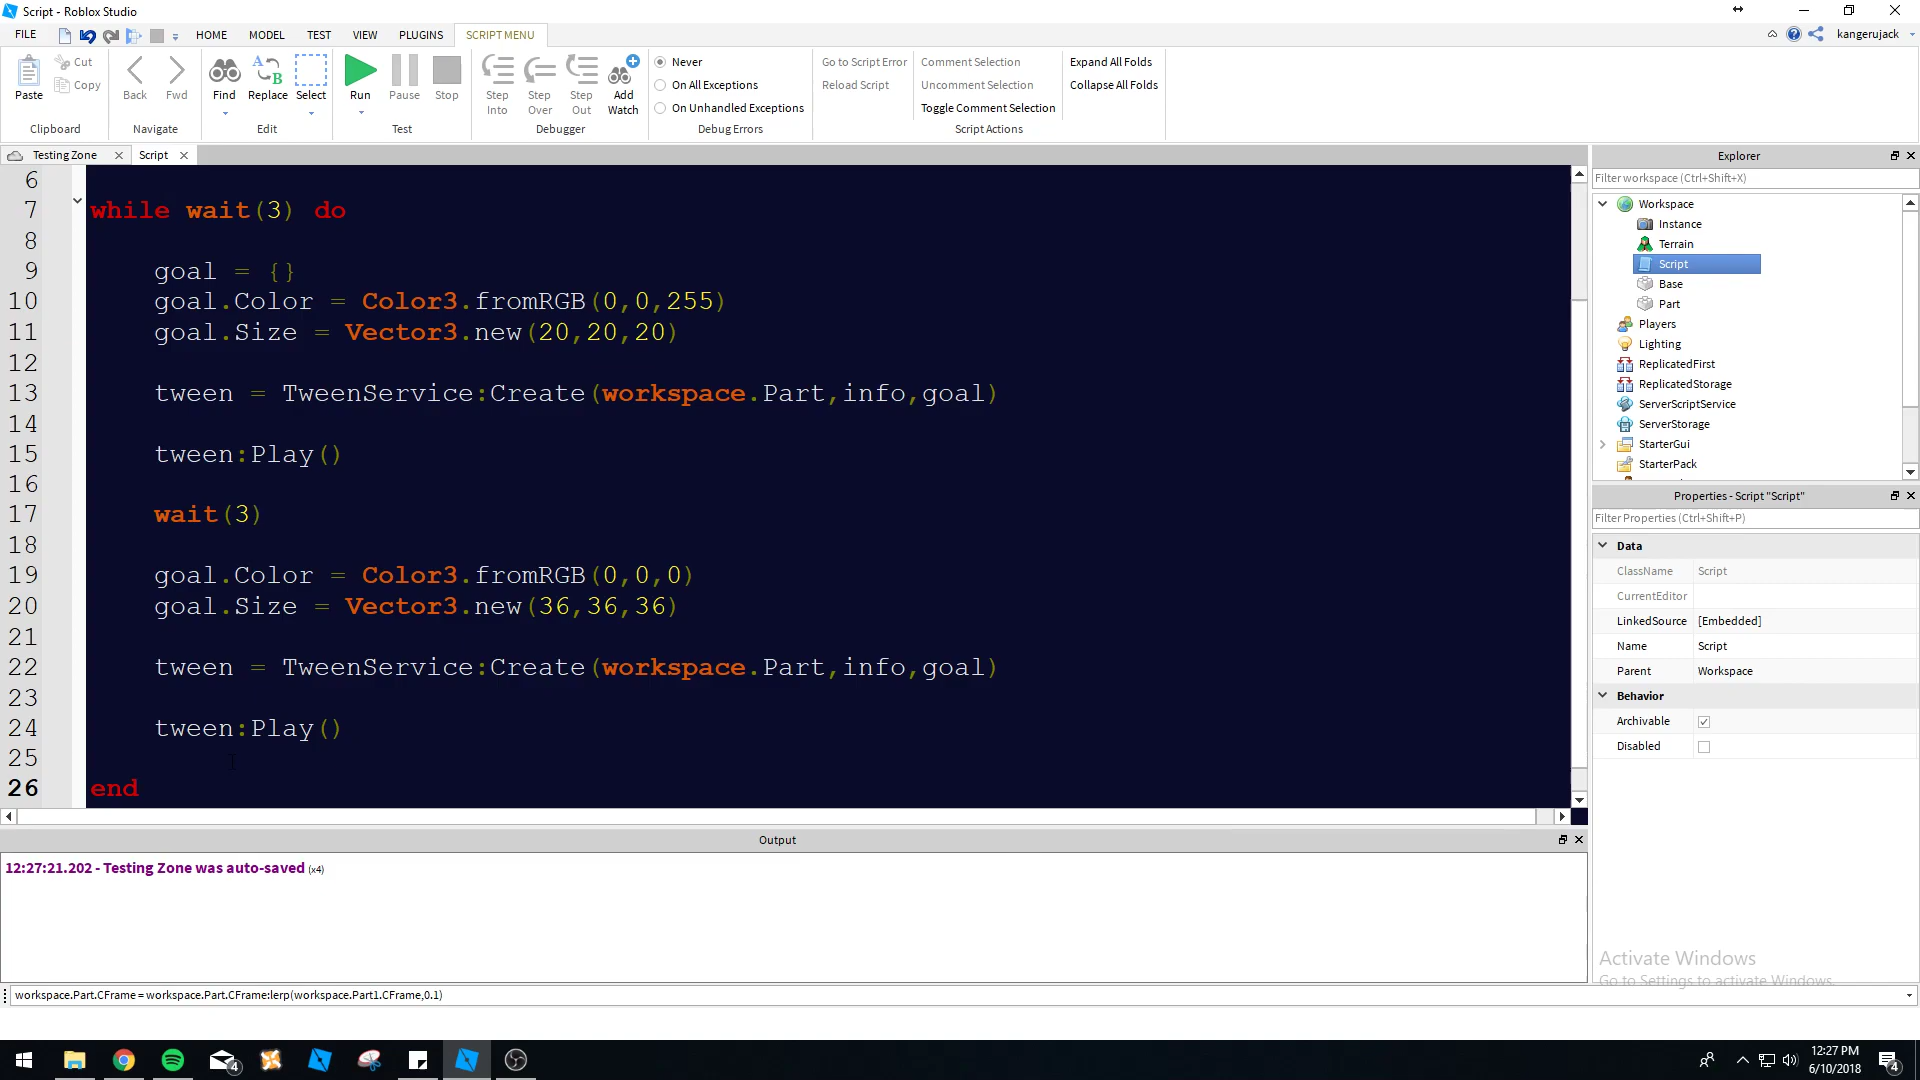 Script - Roblox Studio
FILE HOME MODEL TEST VIEW PLUGINS SCRIPT MENU kangerujack
Paste Cut Copy Back Fwd Find Replace Select Run Pause Stop Step Into Step Over Step Out Add Watch
Never
On All Exceptions
On Unhandled Exceptions
Go to Script Error
Reload Script
Comment Selection
Uncomment Selection
Toggle Comment Selection
Expand All Folds
Collapse All Folds
Clipboard Navigate Edit Test Debugger Debug Errors Script Actions
Testing Zone Script
6
7 while wait(3) do
8
9 goal = {}
10 goal.Color = Color3.fromRGB(0,0,255)
11 goal.Size = Vector3.new(20,20,20)
12
13 tween = TweenService:Create(workspace.Part,info,goal)
14
15 tween:Play()
16
17 wait(3)
18
19 goal.Color = Color3.fromRGB(0,0,0)
20 goal.Size = Vector3.new(36,36,36)
21
22 tween = TweenService:Create(workspace.Part,info,goal)
23
24 tween:Play()
25
26 end
Output
12:27:21.202 - Testing Zone was auto-saved (x4)
workspace.Part.CFrame = workspace.Part.CFrame:lerp(workspace.Part1.CFrame,0.1)
Explorer
Filter workspace (Ctrl+Shift+X)
Workspace
Instance
Terrain
Script
Base
Part
Players
Lighting
ReplicatedFirst
ReplicatedStorage
ServerScriptService
ServerStorage
StarterGui
StarterPack
Properties - Script "Script"
Filter Properties (Ctrl+Shift+P)
Data
ClassName Script
CurrentEditor
LinkedSource [Embedded]
Name Script
Parent Workspace
Behavior
Archivable
Disabled
Activate Windows
Go to Settings to activate Windows.
4
12:27 PM
6/10/2018
4